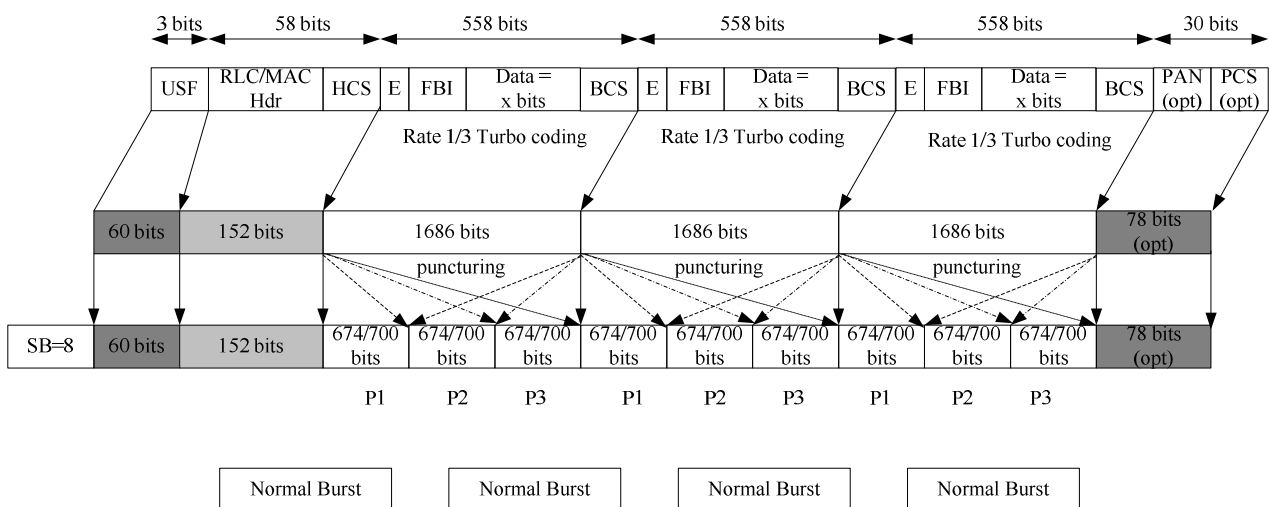 3 bits 58 bits 558 bits 558 bits 558 bits 30 bits
USF RLC/MAC Hdr HCS E FBI Data = x bits BCS E FBI Data = x bits BCS E FBI Data = x bits BCS PAN (opt) PCS (opt)
Rate 1/3 Turbo coding Rate 1/3 Turbo coding Rate 1/3 Turbo coding
60 bits 152 bits 1686 bits 1686 bits 1686 bits 78 bits (opt)
puncturing puncturing puncturing
SB=8 60 bits 152 bits 674/700 bits 674/700 bits 674/700 bits 674/700 bits 674/700 bits 674/700 bits 674/700 bits 674/700 bits 674/700 bits 78 bits (opt)
P1 P2 P3 P1 P2 P3 P1 P2 P3
Normal Burst Normal Burst Normal Burst Normal Burst